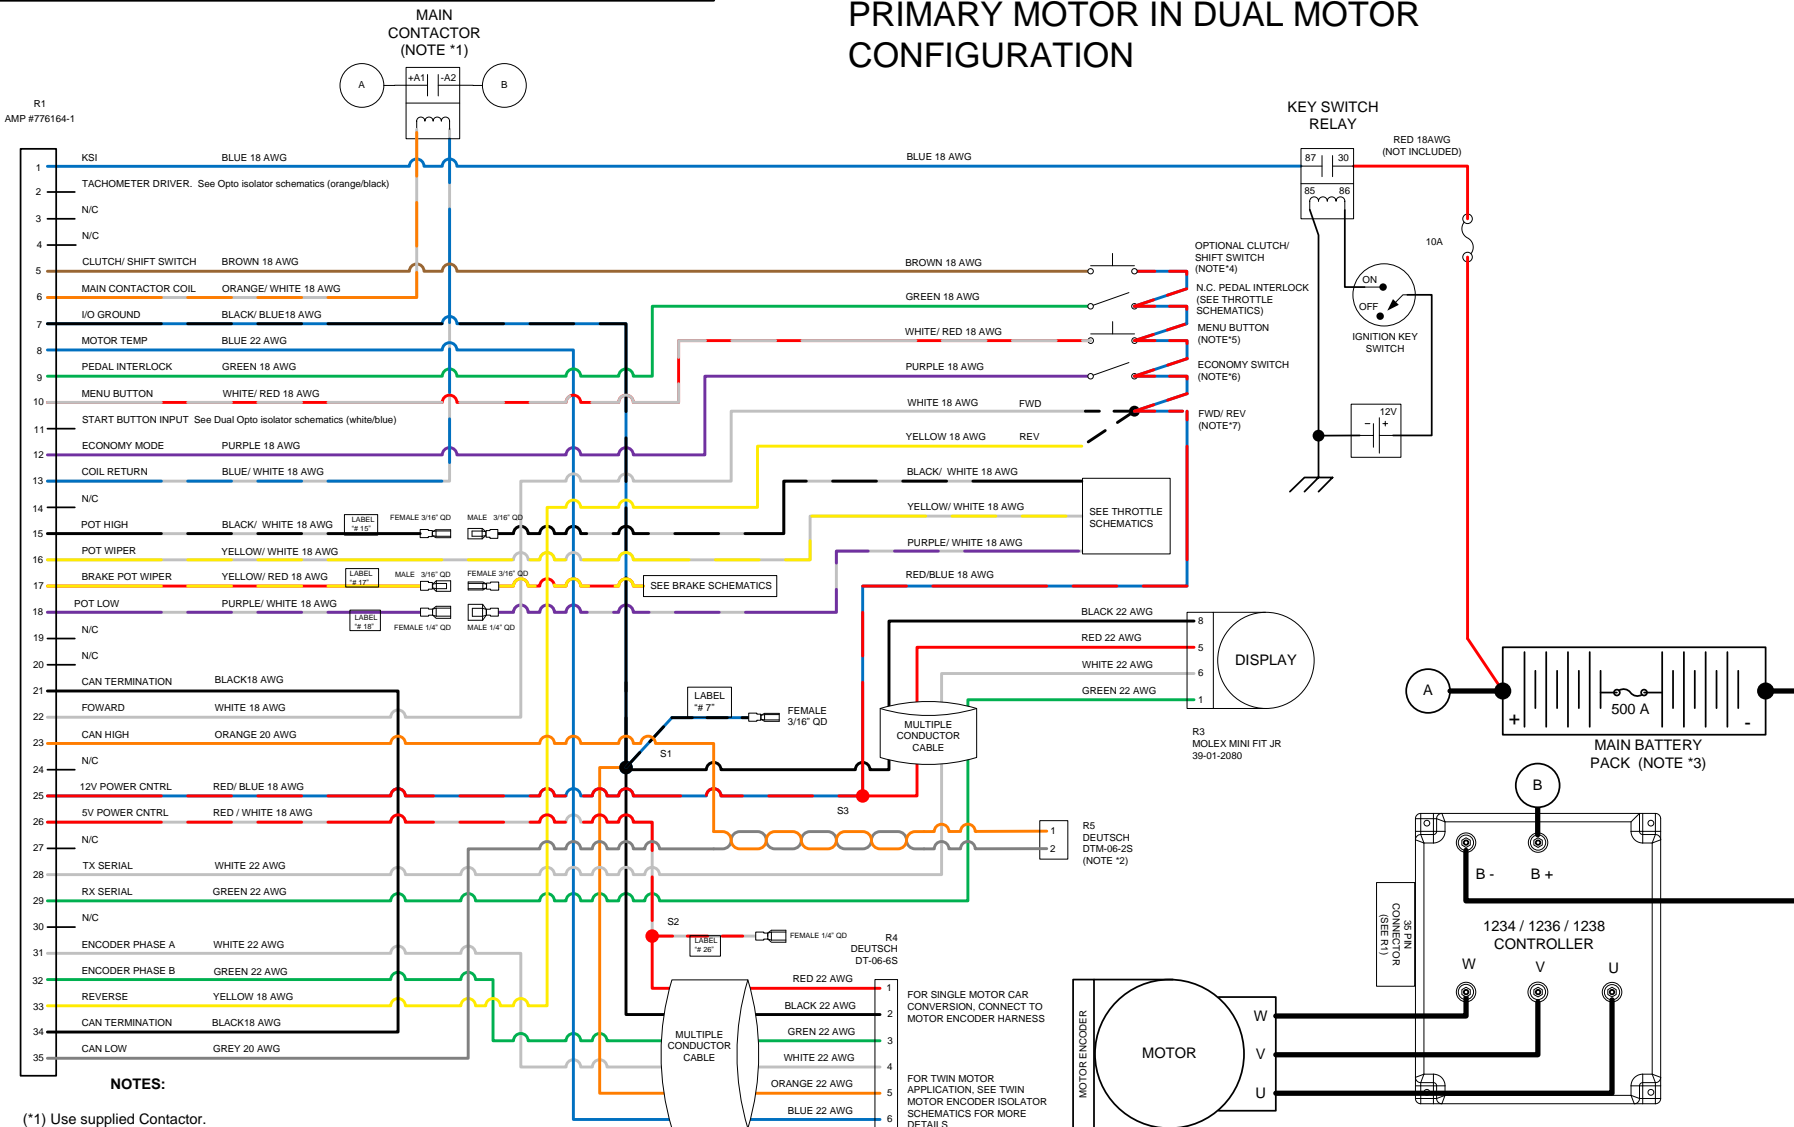 PRIMARY MOTOR IN DUAL MOTOR
CONFIGURATION
MAIN
CONTACTOR
(NOTE *1)
A
+A1
-A2
B
R1
AMP #776164-1
KEY SWITCH
RELAY
RED 18AWG
(NOT INCLUDED)
87
30
85
86
10A
1 KSI BLUE 18 AWG BLUE 18 AWG
2 TACHOMETER DRIVER. See Opto isolator schematics (orange/black)
3 N/C
4 N/C
5 CLUTCH/ SHIFT SWITCH BROWN 18 AWG BROWN 18 AWG
6 MAIN CONTACTOR COIL ORANGE/ WHITE 18 AWG
7 I/O GROUND BLACK/ BLUE18 AWG
8 MOTOR TEMP BLUE 22 AWG
9 PEDAL INTERLOCK GREEN 18 AWG GREEN 18 AWG
10 MENU BUTTON WHITE/ RED 18 AWG WHITE/ RED 18 AWG
11 START BUTTON INPUT See Dual Opto isolator schematics (white/blue)
12 ECONOMY MODE PURPLE 18 AWG PURPLE 18 AWG
13 COIL RETURN BLUE/ WHITE 18 AWG
14 N/C
15 POT HIGH BLACK/ WHITE 18 AWG
LABEL
"# 15"
FEMALE 3/16" QD
MALE 3/16" QD
16 POT WIPER YELLOW/ WHITE 18 AWG
17 BRAKE POT WIPER YELLOW/ RED 18 AWG
LABEL
"# 17"
MALE 3/16" QD
FEMALE 3/16" QD
SEE BRAKE SCHEMATICS
18 POT LOW PURPLE/ WHITE 18 AWG
LABEL
"# 18"
FEMALE 1/4" QD
MALE 1/4" QD
19 N/C
20 N/C
21 CAN TERMINATION BLACK18 AWG
22 FOWARD WHITE 18 AWG
23 CAN HIGH ORANGE 20 AWG
24 N/C
25 12V POWER CNTRL RED/ BLUE 18 AWG
26 5V POWER CNTRL RED / WHITE 18 AWG
27 N/C
28 TX SERIAL WHITE 22 AWG
29 RX SERIAL GREEN 22 AWG
30 N/C
31 ENCODER PHASE A WHITE 22 AWG
32 ENCODER PHASE B GREEN 22 AWG
33 REVERSE YELLOW 18 AWG
34 CAN TERMINATION BLACK18 AWG
35 CAN LOW GREY 20 AWG
OPTIONAL CLUTCH/
SHIFT SWITCH
(NOTE*4)
N.C. PEDAL INTERLOCK
(SEE THROTTLE
SCHEMATICS)
MENU BUTTON
(NOTE*5)
ECONOMY SWITCH
(NOTE*6)
WHITE 18 AWG FWD
YELLOW 18 AWG REV
FWD/ REV
(NOTE*7)
ON
OFF
IGNITION KEY
SWITCH
12V
- +
BLACK/ WHITE 18 AWG
YELLOW/ WHITE 18 AWG
PURPLE/ WHITE 18 AWG
SEE THROTTLE
SCHEMATICS
RED/BLUE 18 AWG
BLACK 22 AWG 8
RED 22 AWG 5
WHITE 22 AWG 6
GREEN 22 AWG 1
DISPLAY
R3
MOLEX MINI FIT JR
39-01-2080
LABEL
"# 7"
FEMALE
3/16" QD
S1
MULTIPLE
CONDUCTOR
CABLE
S3
1
2
R5
DEUTSCH
DTM-06-2S
(NOTE *2)
S2
LABEL
"# 26"
FEMALE 1/4" QD
R4
DEUTSCH
DT-06-6S
RED 22 AWG 1
BLACK 22 AWG 2
GREN 22 AWG 3
WHITE 22 AWG 4
ORANGE 22 AWG 5
BLUE 22 AWG 6
MULTIPLE
CONDUCTOR
CABLE
FOR SINGLE MOTOR CAR
CONVERSION, CONNECT TO
MOTOR ENCODER HARNESS
FOR TWIN MOTOR
APPLICATION, SEE TWIN
MOTOR ENCODER ISOLATOR
SCHEMATICS FOR MORE
DETAILS
A
+
500 A
-
MAIN BATTERY
PACK (NOTE *3)
B
B -
B +
35 PIN
CONNECTOR
(SEE R1)
1234 / 1236 / 1238
CONTROLLER
W
V
U
MOTOR ENCODER
MOTOR
W
V
U
NOTES:
(*1) Use supplied Contactor.